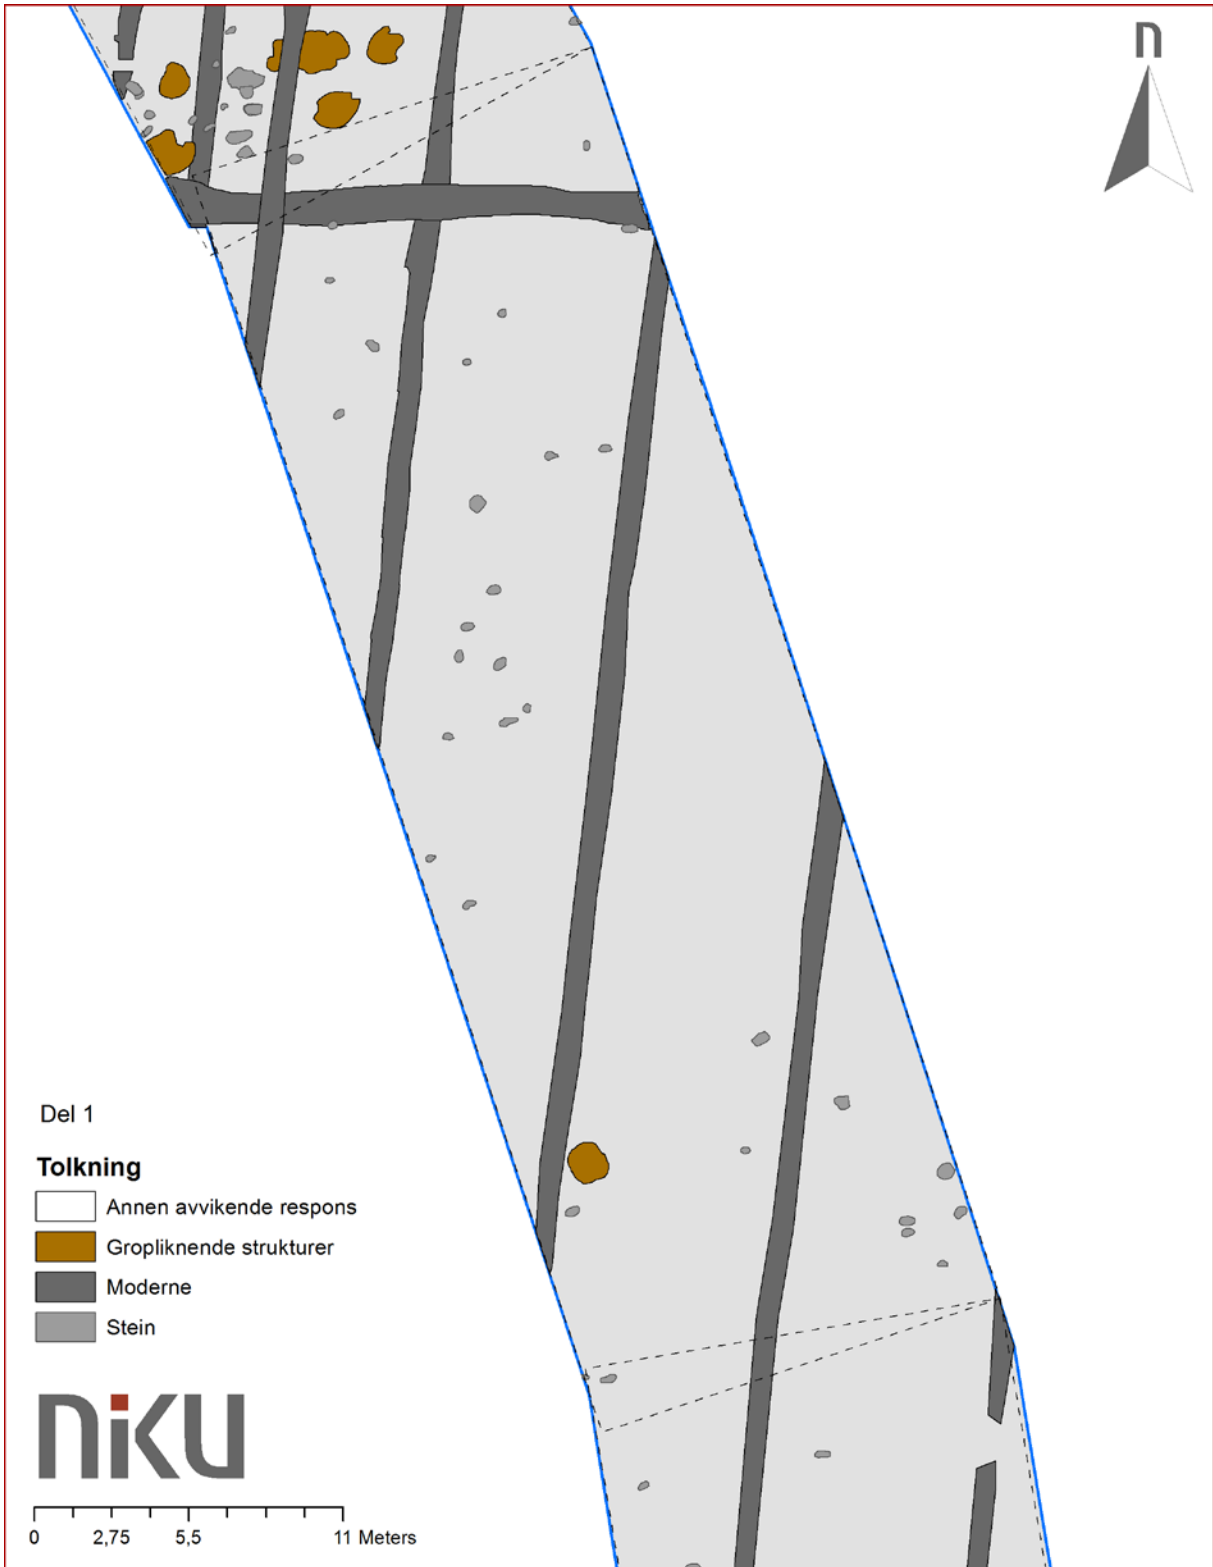 n
Del 1
Tolkning
Annen avvikende respons
Gropliknende strukturer
Moderne
Stein
niku
0 2,75 5,5 11 Meters